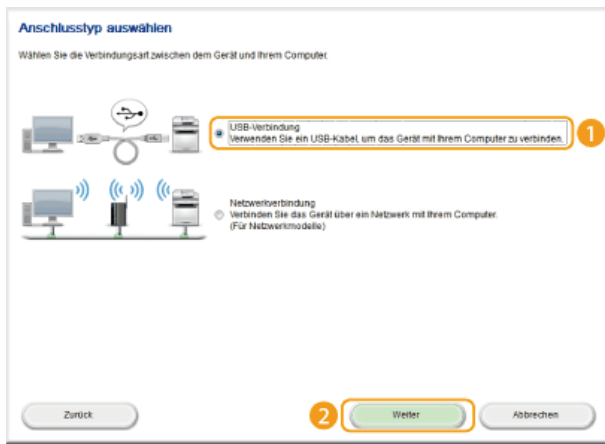 Anschlusstyp auswählen
Wählen Sie die Verbindungsart zwischen dem Gerät und Ihrem Computer.
USB-Verbindung
Verwenden Sie ein USB-Kabel, um das Gerät mit Ihrem Computer zu verbinden.
1
Netzwerkverbindung
Verbinden Sie das Gerät über ein Netzwerk mit Ihrem Computer.
(Für Netzwerkmodelle)
Zurück
2
Weiter
Abbrechen